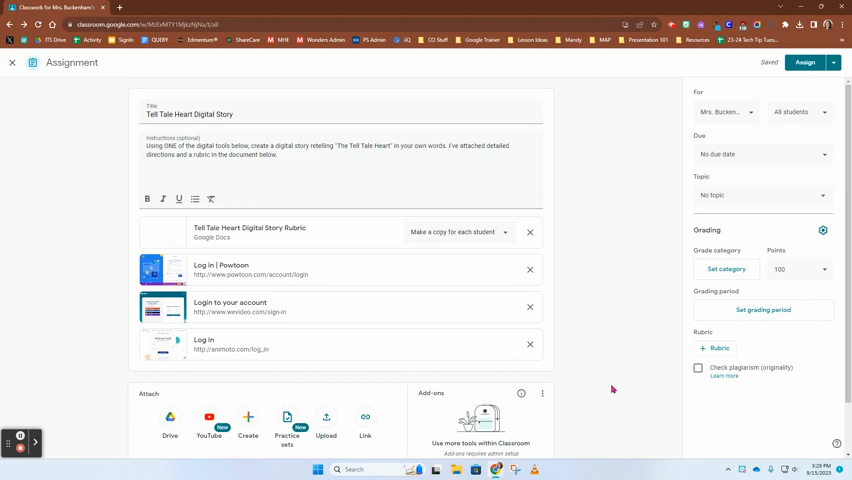 Classwork for Mrs. Buckenham's
classroom.google.com/w/MzExMTY1MjkzNjNa/t/all
ITS Drive
Activity
SignIn
QUERY
Edmentum®
ShareCare
MHE
Wonders Admin
PS Admin
iiQ
CO Stuff
Google Trainer
Lesson Ideas
Mandy
MAP
Presentation 101
Resources
23-24 Tech Tip Tues...
Assignment
Saved
Assign
Title
Tell Tale Heart Digital Story
Instructions (optional)
Using ONE of the digital tools below, create a digital story retelling "The Tell Tale Heart" in your own words. I've attached detailed
directions and a rubric in the document below.
B I U
Tell Tale Heart Digital Story Rubric
Google Docs
Make a copy for each student
Log in | Powtoon
http://www.powtoon.com/account/login
Login to your account
http://www.wevideo.com/sign-in
Log in
http://animoto.com/log_in
Attach
Drive
YouTube
New
Create
Practice
sets
New
Upload
Link
Add-ons
Use more tools within Classroom
Add-ons requires admin setup
For
Mrs. Bucken...
All students
Due
No due date
Topic
No topic
Grading
Grade category
Points
Set category
100
Grading period
Set grading period
Rubric
+ Rubric
Check plagiarism (originality)
Learn more
Search
3:29 PM
9/15/2023